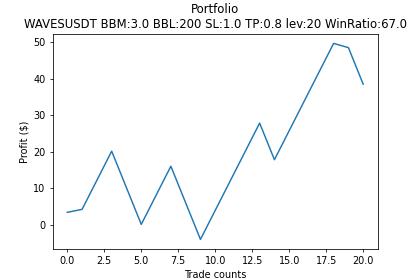 Portfolio
WAVESUSDT BBM:3.0 BBL:200 SL:1.0 TP:0.8 lev:20 WinRatio:67.0
Profit ($)
50
40
30
20
10
0
0.0 2.5 5.0 7.5 10.0 12.5 15.0 17.5 20.0
Trade counts